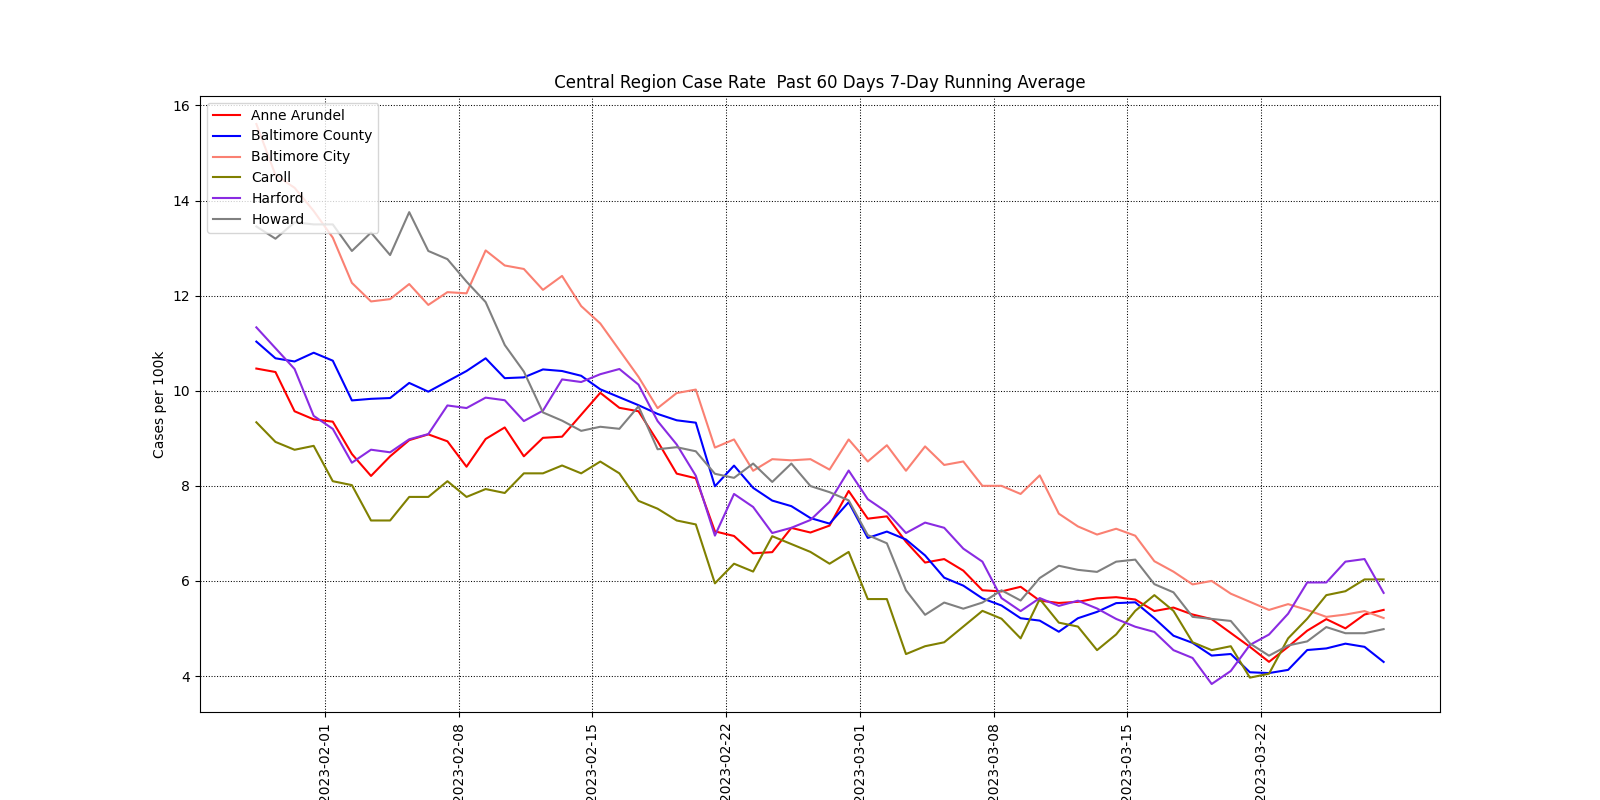 Central Region Case Rate  Past 60 Days 7-Day Running Average
Cases per 100k
16
14
12
10
8
6
4
Anne Arundel
Baltimore County
Baltimore City
Caroll
Harford
Howard
2023-02-01
2023-02-08
2023-02-15
2023-02-22
2023-03-01
2023-03-08
2023-03-15
2023-03-22